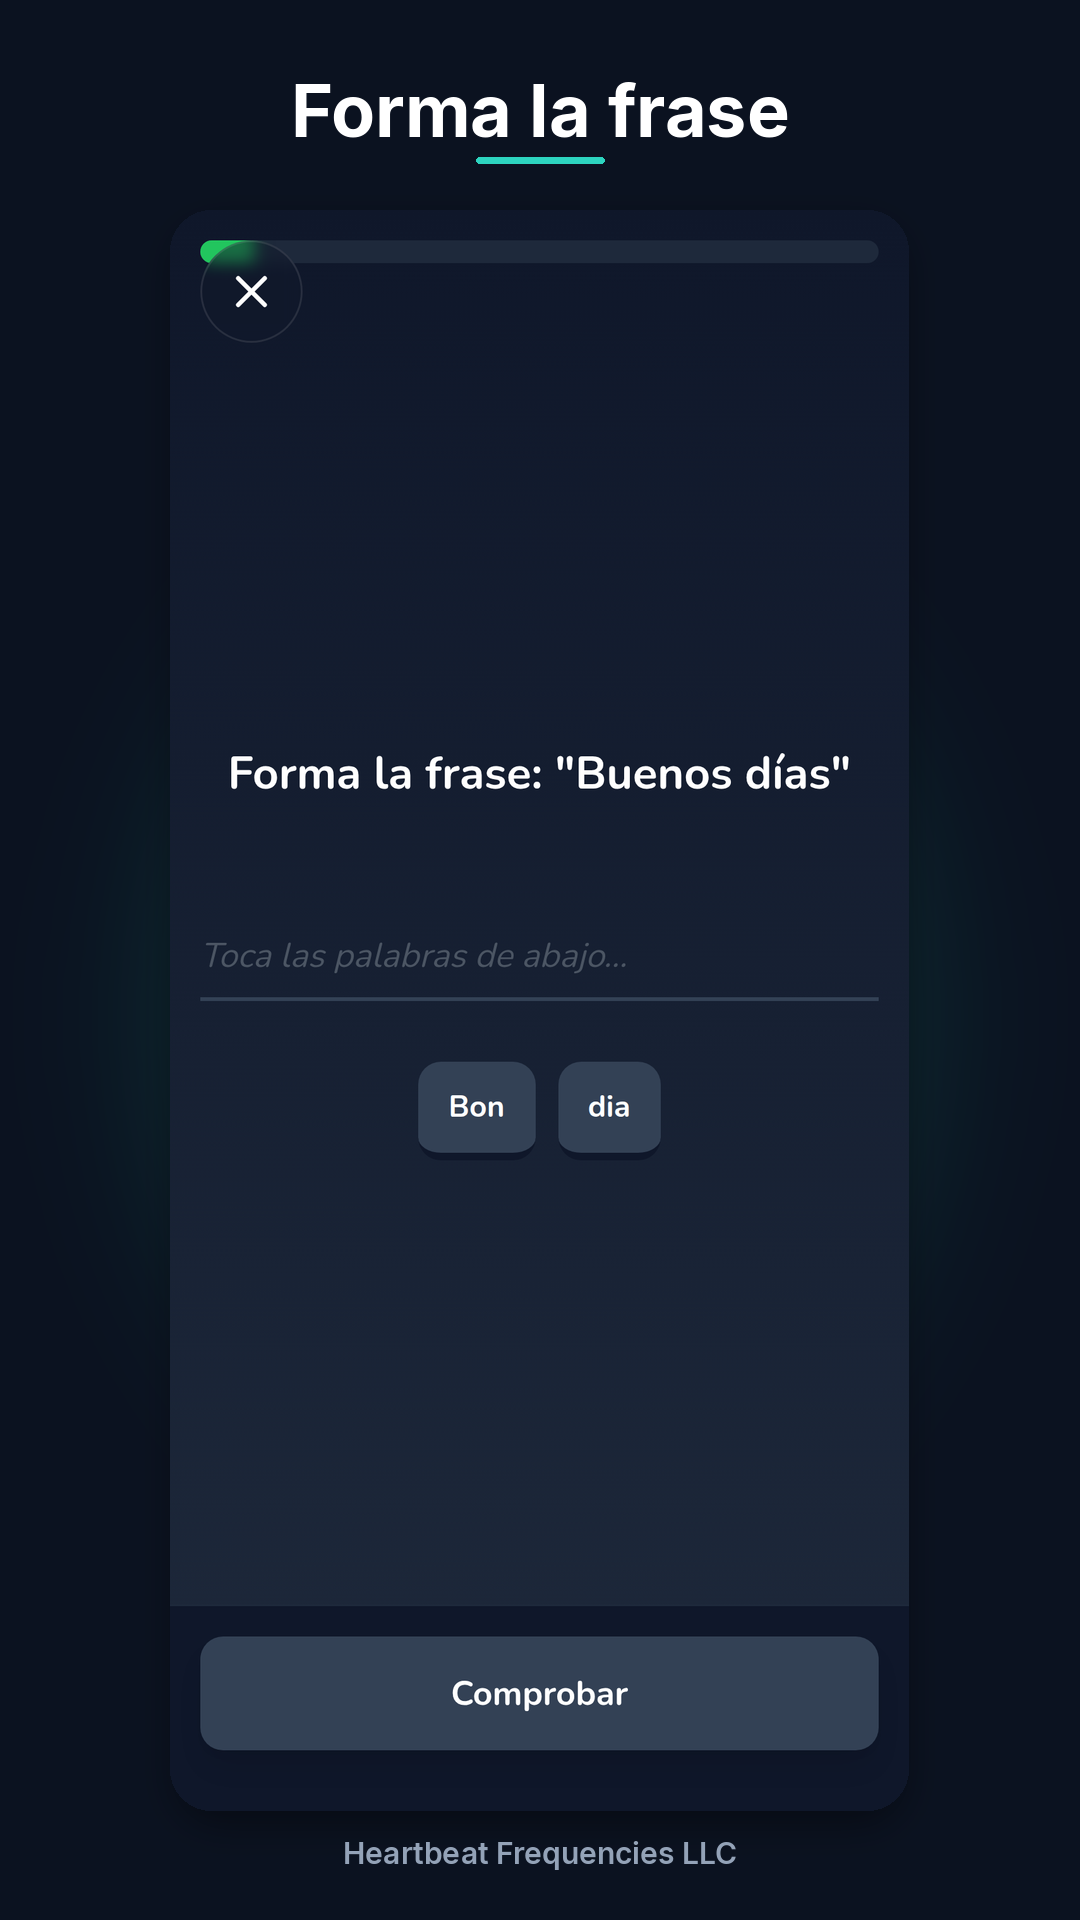 Forma la frase
Forma la frase: "Buenos días"
Toca las palabras de abajo...
Bon dia
Comprobar
Heartbeat Frequencies LLC